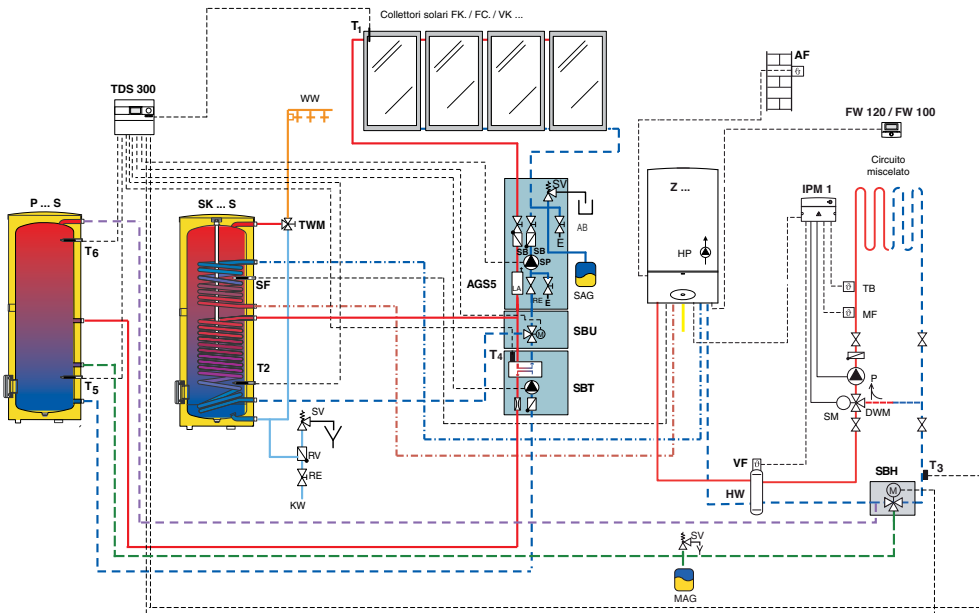 Collettori solari FK. / FC. / VK ...
T1
AF
TDS 300
WW
FW 120 / FW 100
Circuito
miscelato
P ... S
SK ... S
TWM
SV
AB
E
Z ...
IPM 1
HP
T6
SF
SB SB
SP
AGS5
LA
RE
E
SAG
TB
MF
SBU
M
T4
T2
T5
SBT
P
SM
DWM
SV
RV
RE
KW
VF
HW
SBH
M
T3
SV
MAG